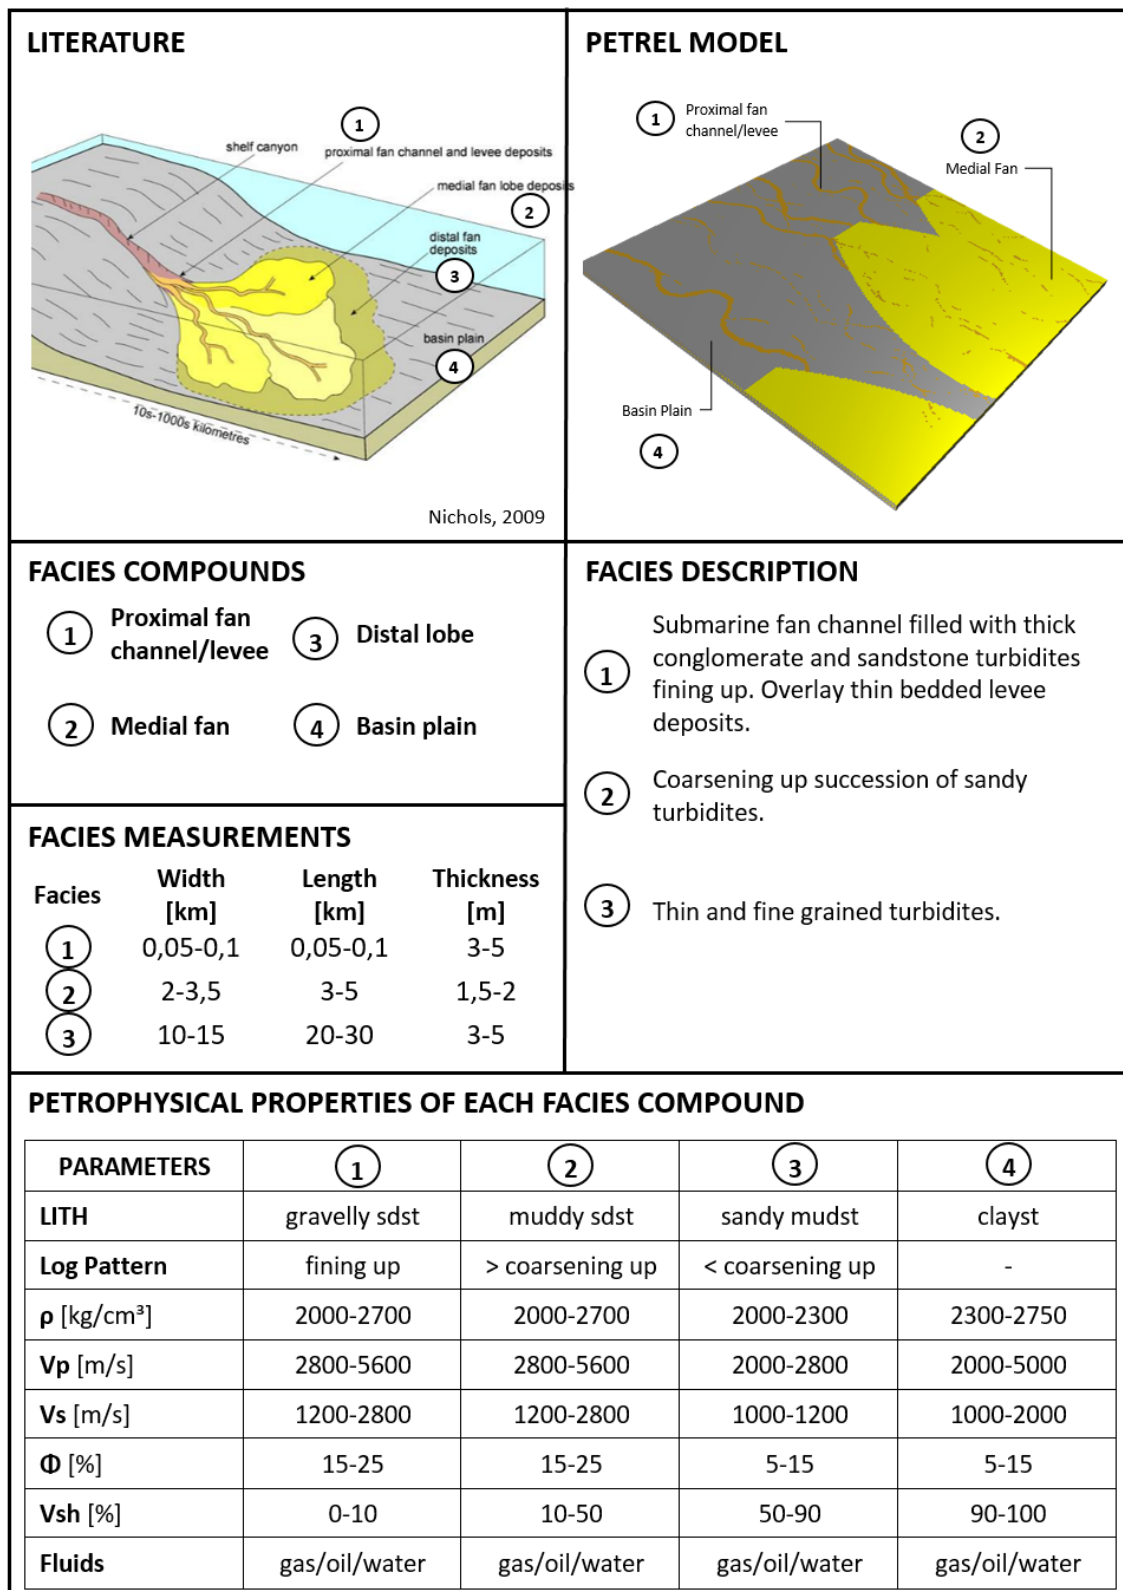 LITERATURE
1
shelf canyon
proximal fan channel and levee deposits
medial fan lobe deposits
2
distal fan
deposits
3
basin plain
4
10s-1000s kilometres
Nichols, 2009
PETREL MODEL
1
Proximal fan
channel/levee
2
Medial Fan
Basin Plain
4
FACIES COMPOUNDS
1 Proximal fan
channel/levee
3 Distal lobe
2 Medial fan
4 Basin plain
FACIES DESCRIPTION
1 Submarine fan channel filled with thick
conglomerate and sandstone turbidites
fining up. Overlay thin bedded levee
deposits.
2 Coarsening up succession of sandy
turbidites.
3 Thin and fine grained turbidites.
FACIES MEASUREMENTS
Facies Width [km] Length [km] Thickness [m]
1 0,05-0,1 0,05-0,1 3-5
2 2-3,5 3-5 1,5-2
3 10-15 20-30 3-5
PETROPHYSICAL PROPERTIES OF EACH FACIES COMPOUND
PARAMETERS 1 2 3 4
LITH gravelly sdst muddy sdst sandy mudst clayst
Log Pattern fining up > coarsening up < coarsening up -
ρ [kg/cm³] 2000-2700 2000-2700 2000-2300 2300-2750
Vp [m/s] 2800-5600 2800-5600 2000-2800 2000-5000
Vs [m/s] 1200-2800 1200-2800 1000-1200 1000-2000
Φ [%] 15-25 15-25 5-15 5-15
Vsh [%] 0-10 10-50 50-90 90-100
Fluids gas/oil/water gas/oil/water gas/oil/water gas/oil/water